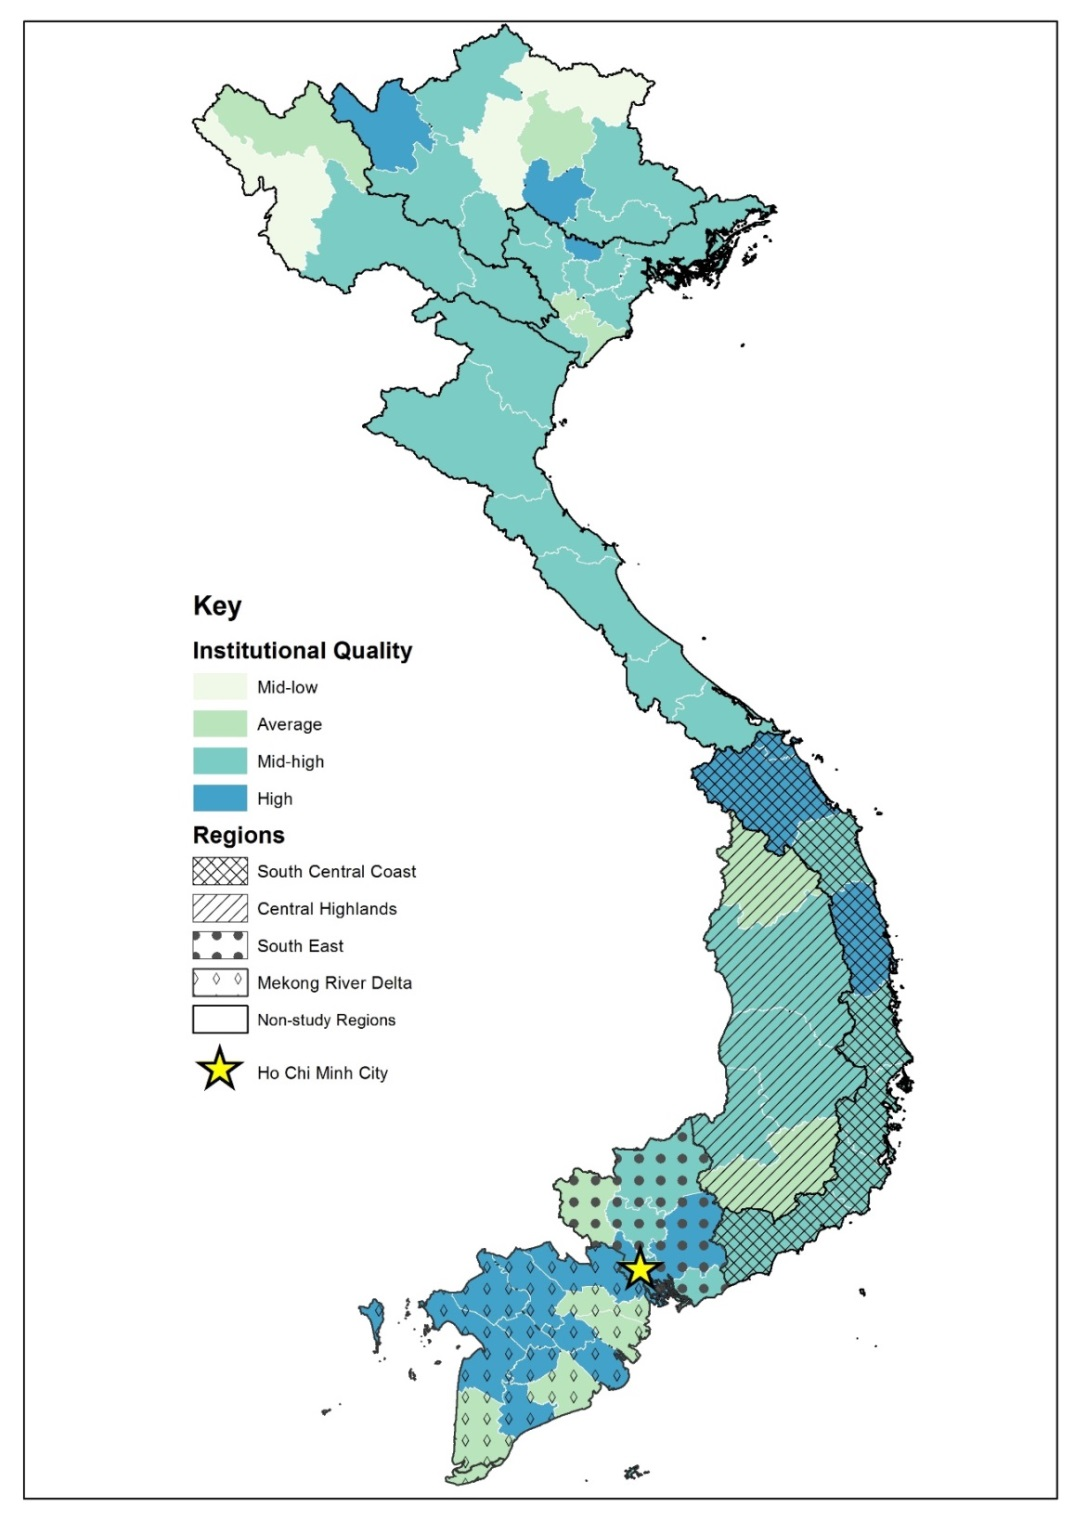 Key
Institutional Quality
Mid-low
Average
Mid-high
High
Regions
South Central Coast
Central Highlands
South East
Mekong River Delta
Non-study Regions
Ho Chi Minh City